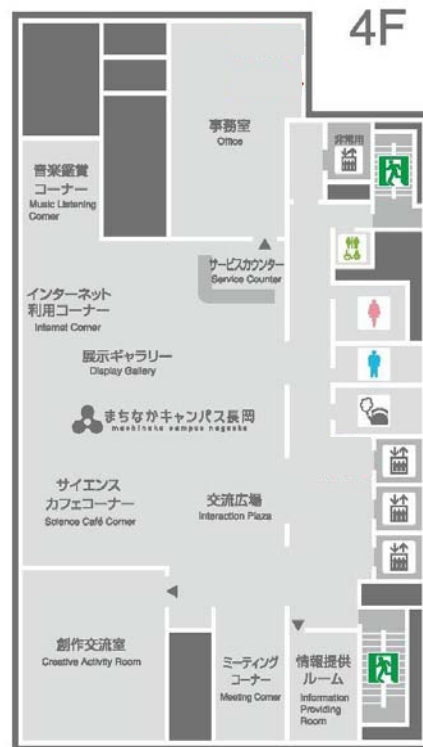 4F
事務室
Office
非常用
音楽鑑賞
コーナー
Music Listening
Corner
サービスカウンター
Service Counter
インターネット
利用コーナー
Internet Corner
展示ギャラリー
Display Gallery
まちなかキャンパス長岡
machinaka campus nagaoka
サイエンス
カフェコーナー
Science Café Corner
交流広場
Interaction Plaza
創作交流室
Creative Activity Room
ミーティング
コーナー
Meeting Corner
情報提供
ルーム
Information
Providing
Room